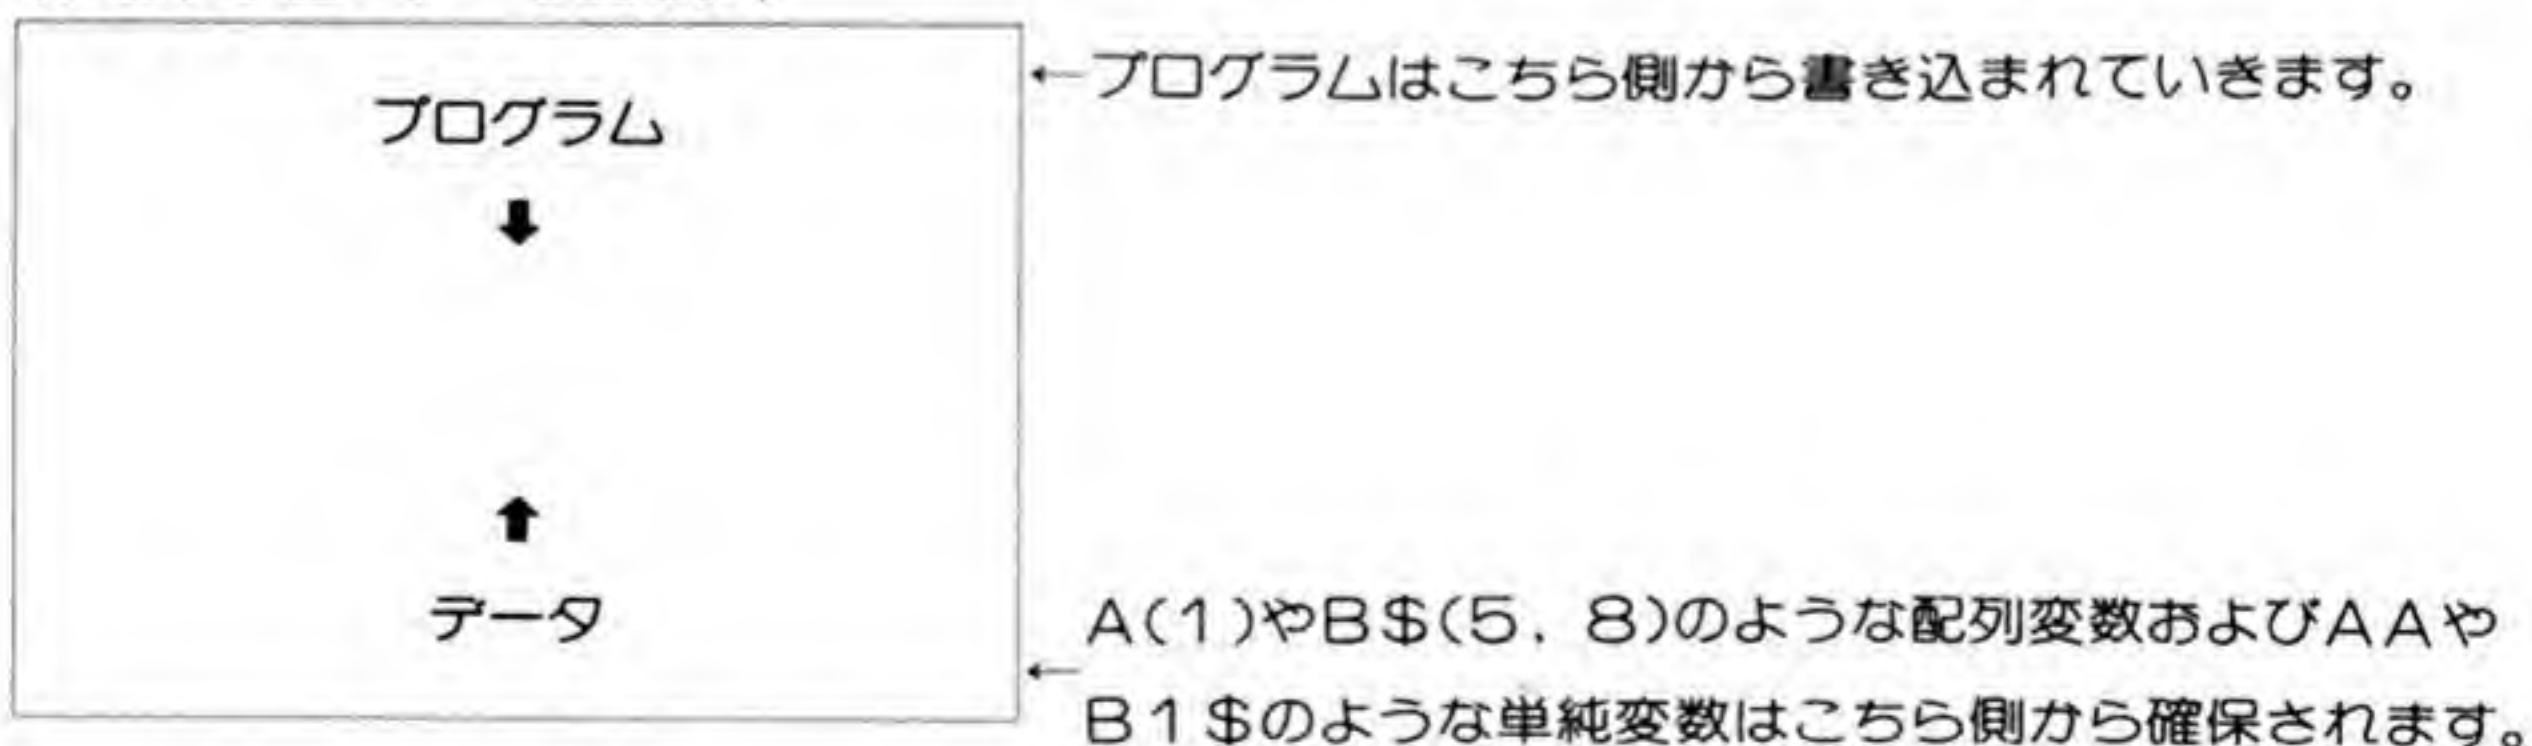 ←プログラムはこちら側から書き込まれていきます。
プログラム
データ
A(1)やB$(5, 8)のような配列変数およびAAや
←
B1$のような単純変数はこちら側から確保されます。